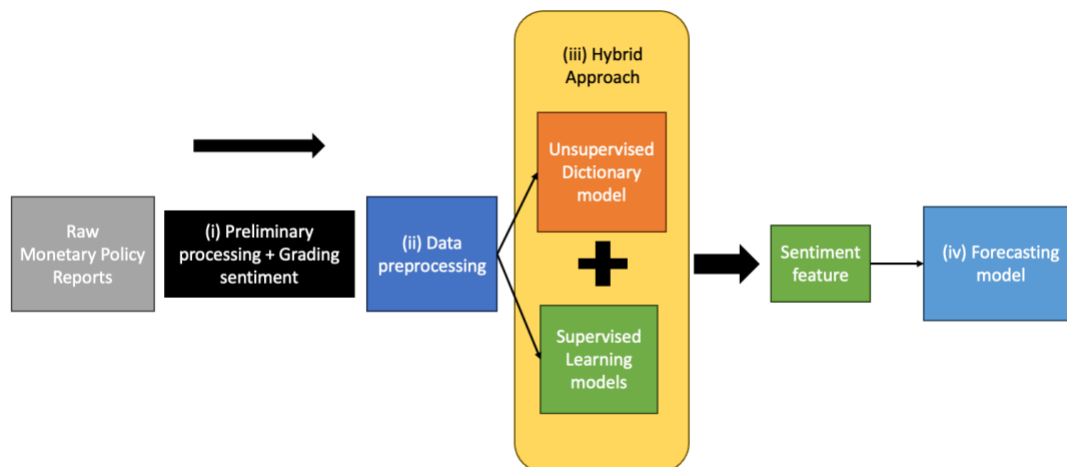 Raw
Monetary Policy
Reports
(i) Preliminary
processing + Grading
sentiment
(ii) Data
preprocessing
(iii) Hybrid
Approach
Unsupervised
Dictionary
model
Supervised
Learning
models
Sentiment
feature
(iv) Forecasting
model